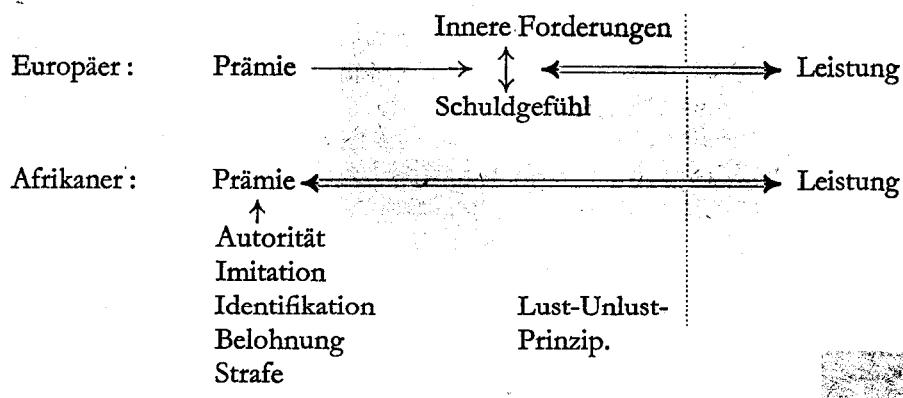 Innere Forderungen
Europäer: Prämie Leistung
Schuldgefühl
Afrikaner: Prämie Leistung
Autorität
Imitation
Identifikation Lust-Unlust-
Belohnung Prinzip.
Strafe